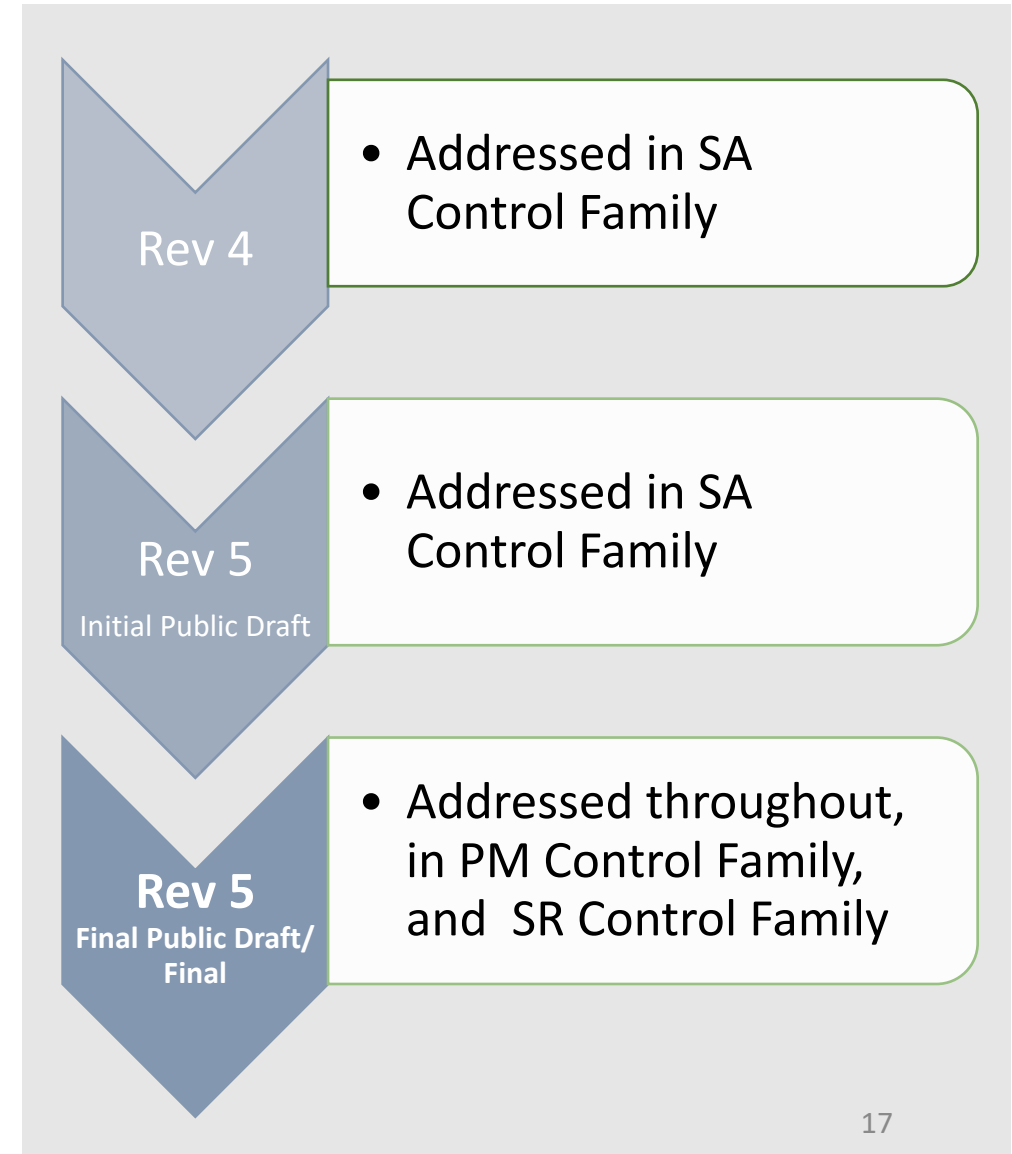 Rev 4
• Addressed in SA
Control Family
Rev 5
Initial Public Draft
• Addressed in SA
Control Family
Rev 5
Final Public Draft/
Final
• Addressed throughout,
in PM Control Family,
and  SR Control Family
17